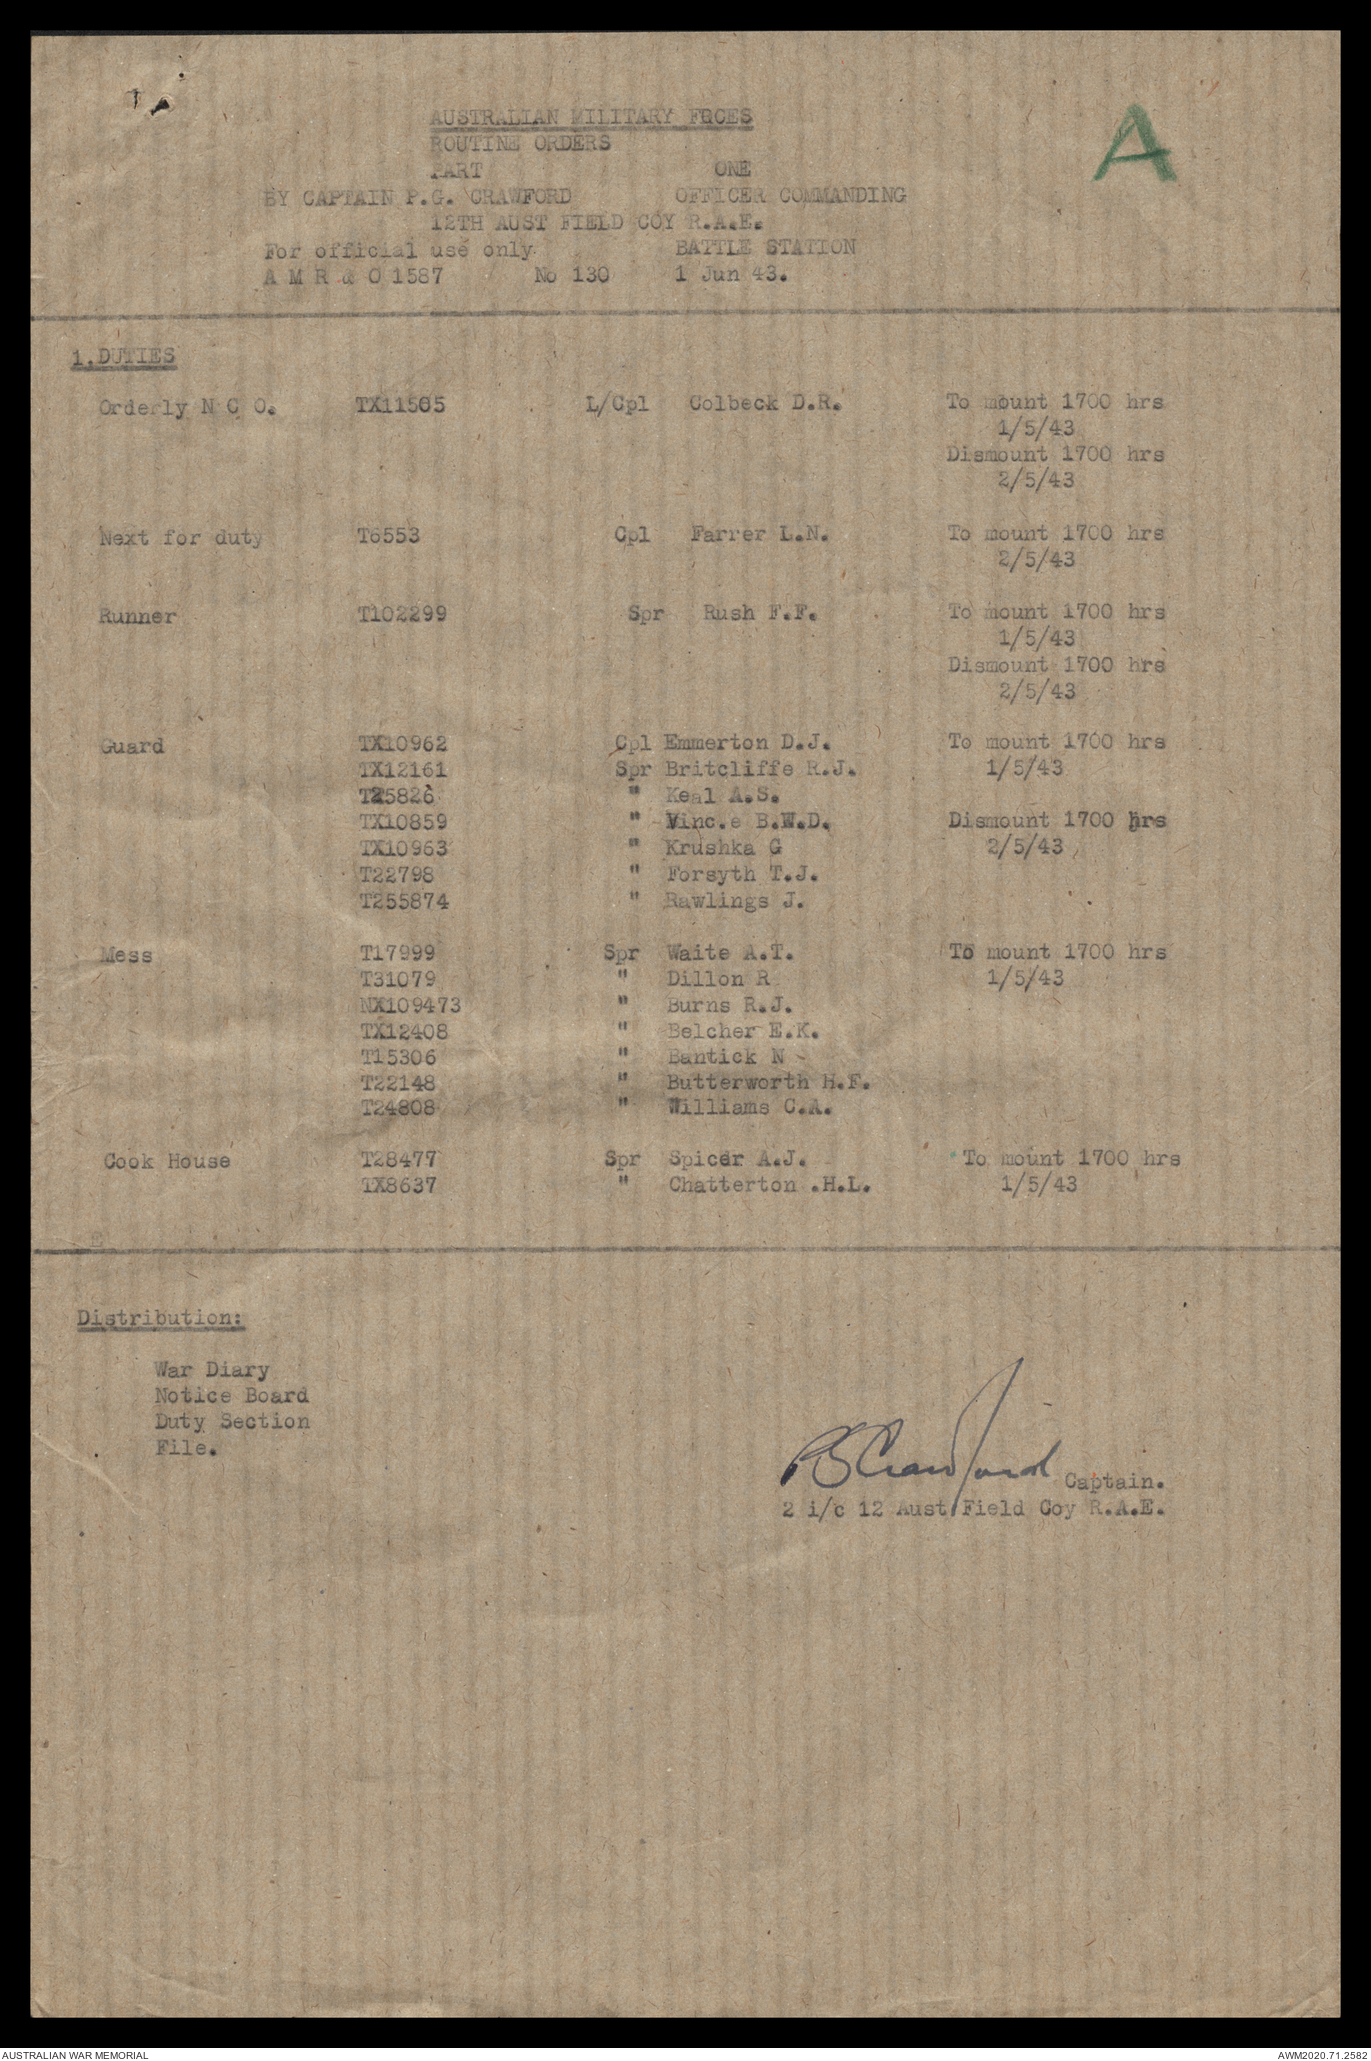 A
AUSTRALIAN MILITARY FECES
ROUTINE ORDERS
PART ONE
BY CAPTAIN P.G. CRAWFORD OFFICER COMMANDING
12TH AUST FIELD COY R.A.E.
For official use only BATTLE STATION
A M R & O 1587 No 130 1 Jun 43.
1. DUTIES
Orderly N C O. TX11505 L/Cpl Colbeck D.R. To mount 1700 hrs
1/5/43
Dismount 1700 hrs
2/5/43
Next for duty T6553 Cpl Farrer L.N. To mount 1700 hrs
2/5/43
Runner T102299 Spr Rush F.F. To mount 1700 hrs
1/5/43
Dismount 1700 hrs
2/5/43
Guard TX10962 Cpl Emmerton D.J. To mount 1700 hrs
TX12161 Spr Britcliffe R.J. 1/5/43
T25826 " Keal A.S.
TX10859 " Vinc.e B.W.D. Dismount 1700 hrs
TX10963 " Krushka G 2/5/43
T22798 " Forsyth T.J.
T255874 " Rawlings J.
Mess T17999 Spr Waite A.T. To mount 1700 hrs
T31079 " Dillon R 1/5/43
NX109473 " Burns R.J.
TX12408 " Belcher E.K.
T15306 " Bantick N
T22148 " Butterworth H.F.
T24808 " Williams C.A.
Cook House T28477 Spr Spicer A.J. To mount 1700 hrs
TX8637 " Chatterton .H.L. 1/5/43
E
Distribution:
War Diary
Notice Board
Duty Section
File.
PG Crawford Captain.
2 i/c 12 Aust Field Coy R.A.E.
AUSTRALIAN WAR MEMORIAL AWM2020.71.2582